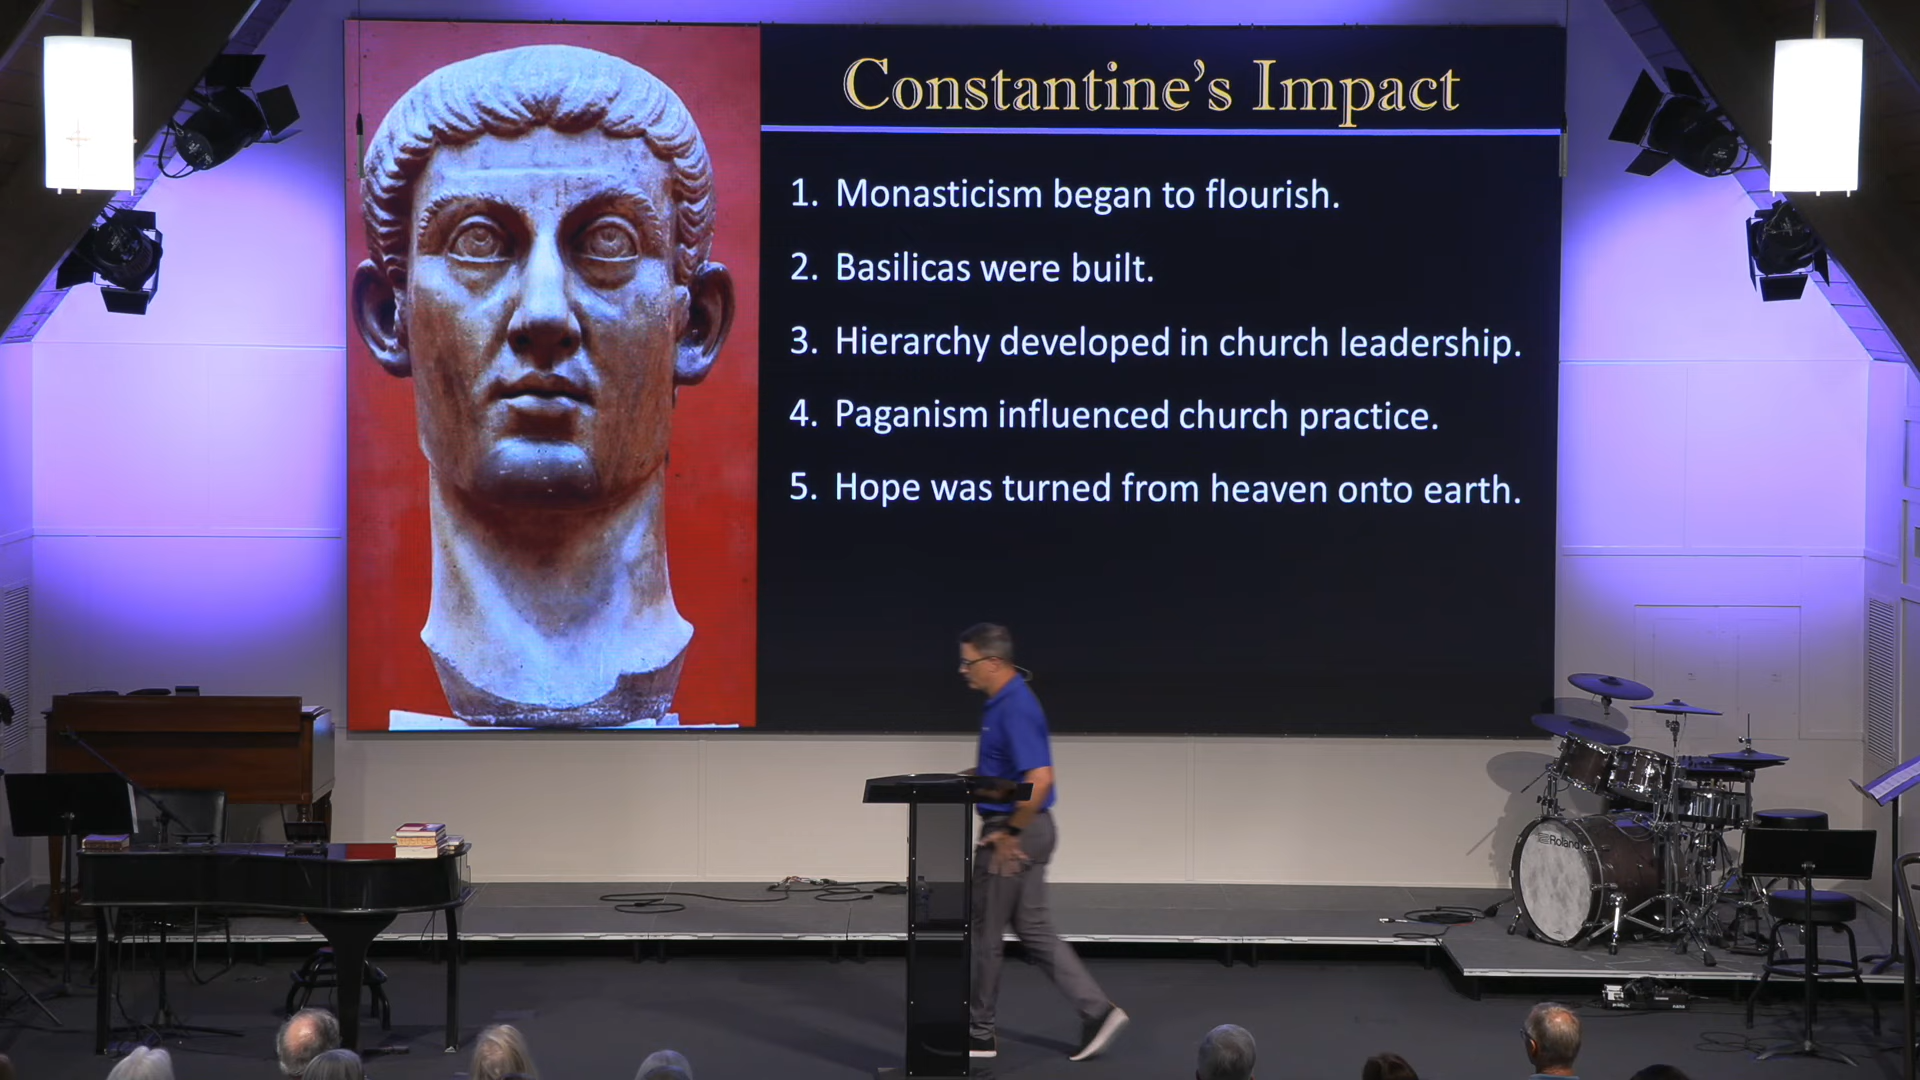 Constantine's Impact
1. Monasticism began to flourish.
2. Basilicas were built.
3. Hierarchy developed in church leadership.
4. Paganism influenced church practice.
5. Hope was turned from heaven onto earth.
Roland